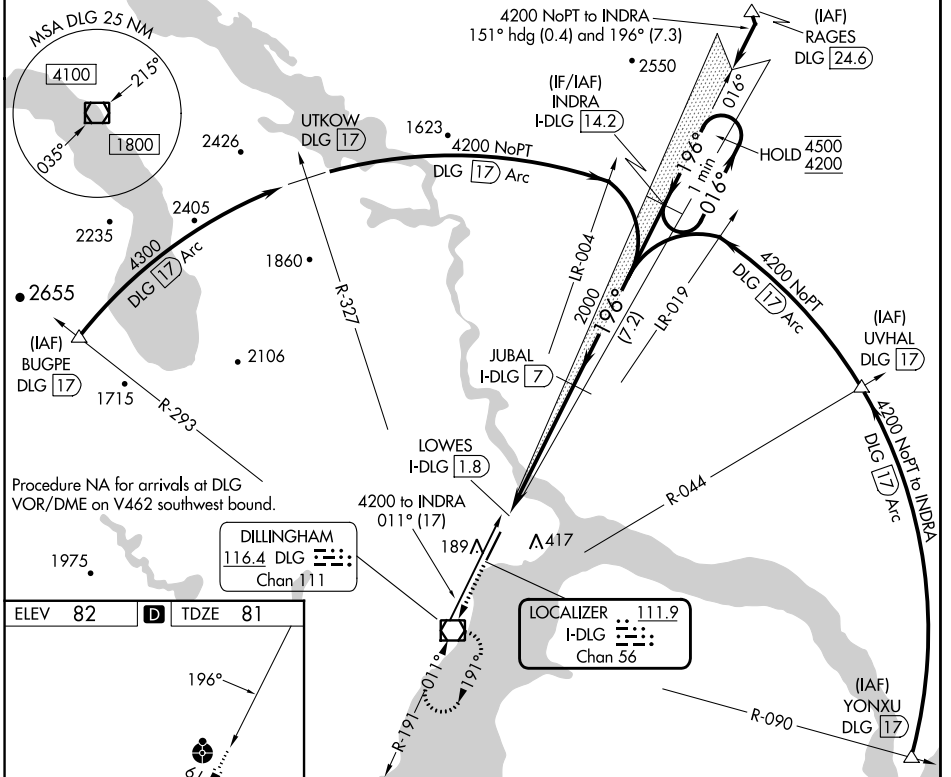 MSA DLG 25 NM
4100
215°
035°
1800
4200 NoPT to INDRA
151° hdg (0.4) and 196° (7.3)
(IAF)
RAGES
DLG 24.6
2550
(IF/IAF)
INDRA
I-DLG 14.2
016°
196°
1 min
016°
HOLD 4500
4200
UTKOW
DLG 17
1623
4200 NoPT
DLG 17 Arc
2426
2405
2235
4300
DLG 17 Arc
1860
R-327
LR-004
2000
196°
(7.2)
LR-019
4200 NoPT
DLG 17 Arc
2655
(IAF)
BUGPE
DLG 17
2106
1715
R-293
JUBAL
I-DLG 7
(IAF)
UVHAL
DLG 17
4200 NoPT to INDRA
DLG 17 Arc
R-044
LOWES
I-DLG 1.8
Procedure NA for arrivals at DLG
VOR/DME on V462 southwest bound.
4200 to INDRA
011° (17)
189
417
1975
DILLINGHAM
116.4 DLG
Chan 111
LOCALIZER 111.9
I-DLG
Chan 56
ELEV 82 D TDZE 81
196°
011°
191°
R-191
R-090
(IAF)
YONXU
DLG 17